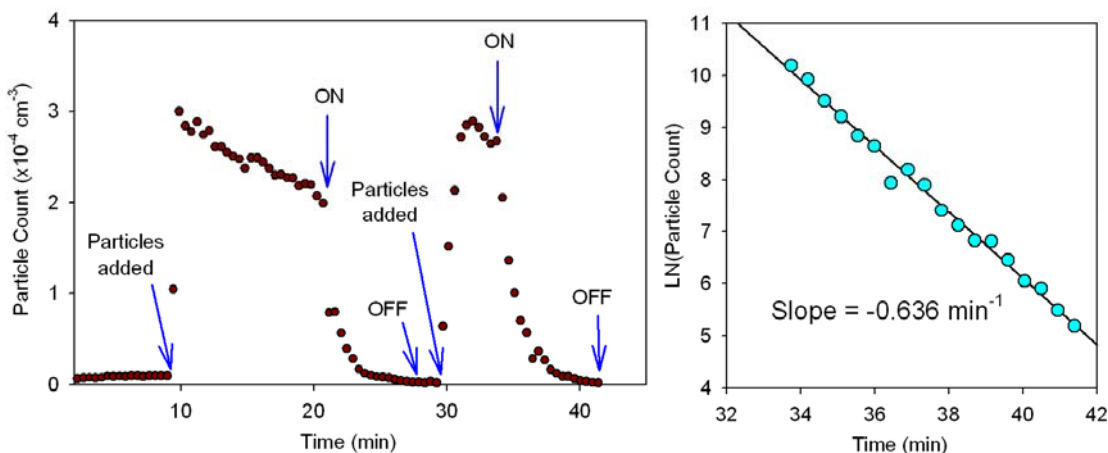 Particle Count (x10⁻⁴ cm⁻³)
4
3
2
1
0
10
20
30
40
Time (min)
Particles
added
ON
OFF
Particles
added
ON
OFF
LN(Particle Count)
11
10
9
8
7
6
5
4
32
34
36
38
40
42
Time (min)
Slope = -0.636 min⁻¹